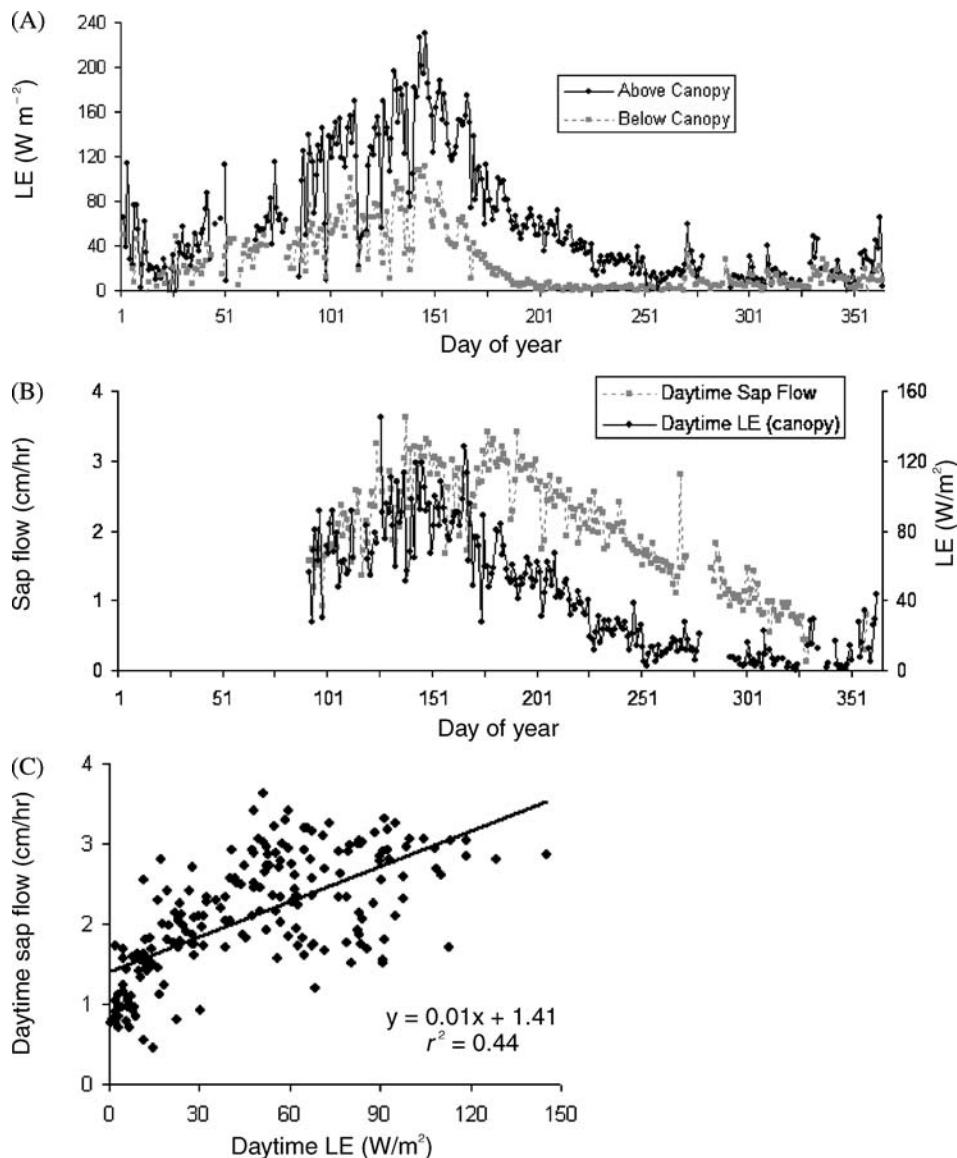 (A)
240
200
160
120
80
40
0
LE (W m⁻²)
Above Canopy
Below Canopy
1 51 101 151 201 251 301 351
Day of year
(B)
4
3
2
1
0
Sap flow (cm/hr)
Daytime Sap Flow
Daytime LE (canopy)
160
120
80
40
0
LE (W/m²)
1 51 101 151 201 251 301 351
Day of year
(C)
4
3
2
1
0
Daytime sap flow (cm/hr)
y = 0.01x + 1.41
r² = 0.44
0 30 60 90 120 150
Daytime LE (W/m²)